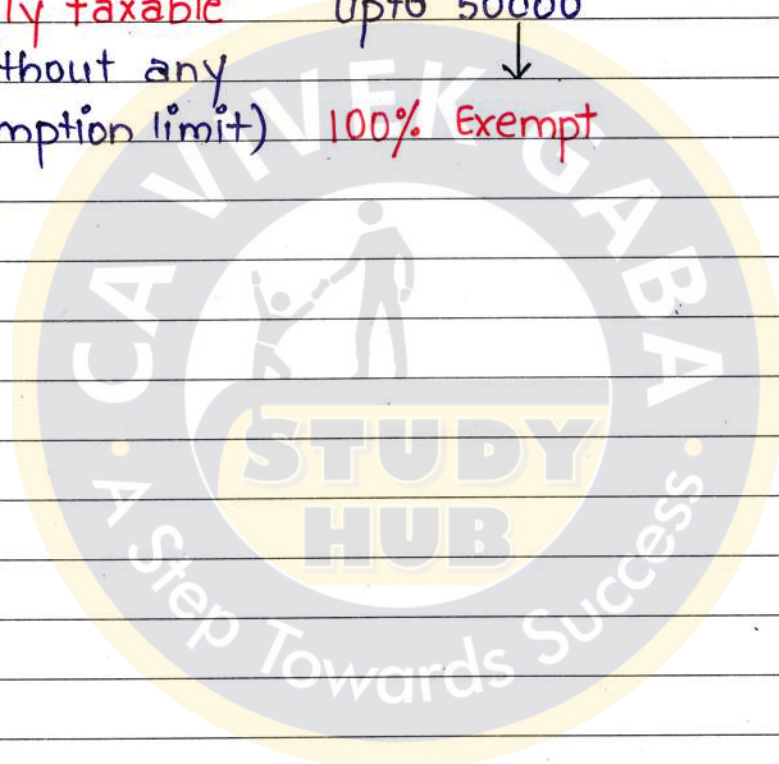 ly taxable Upto 50000
thout any ↓
mption limit) 100% Exempt
CA VIVEK GABA
STUDY
HUB
A Step Towards Success